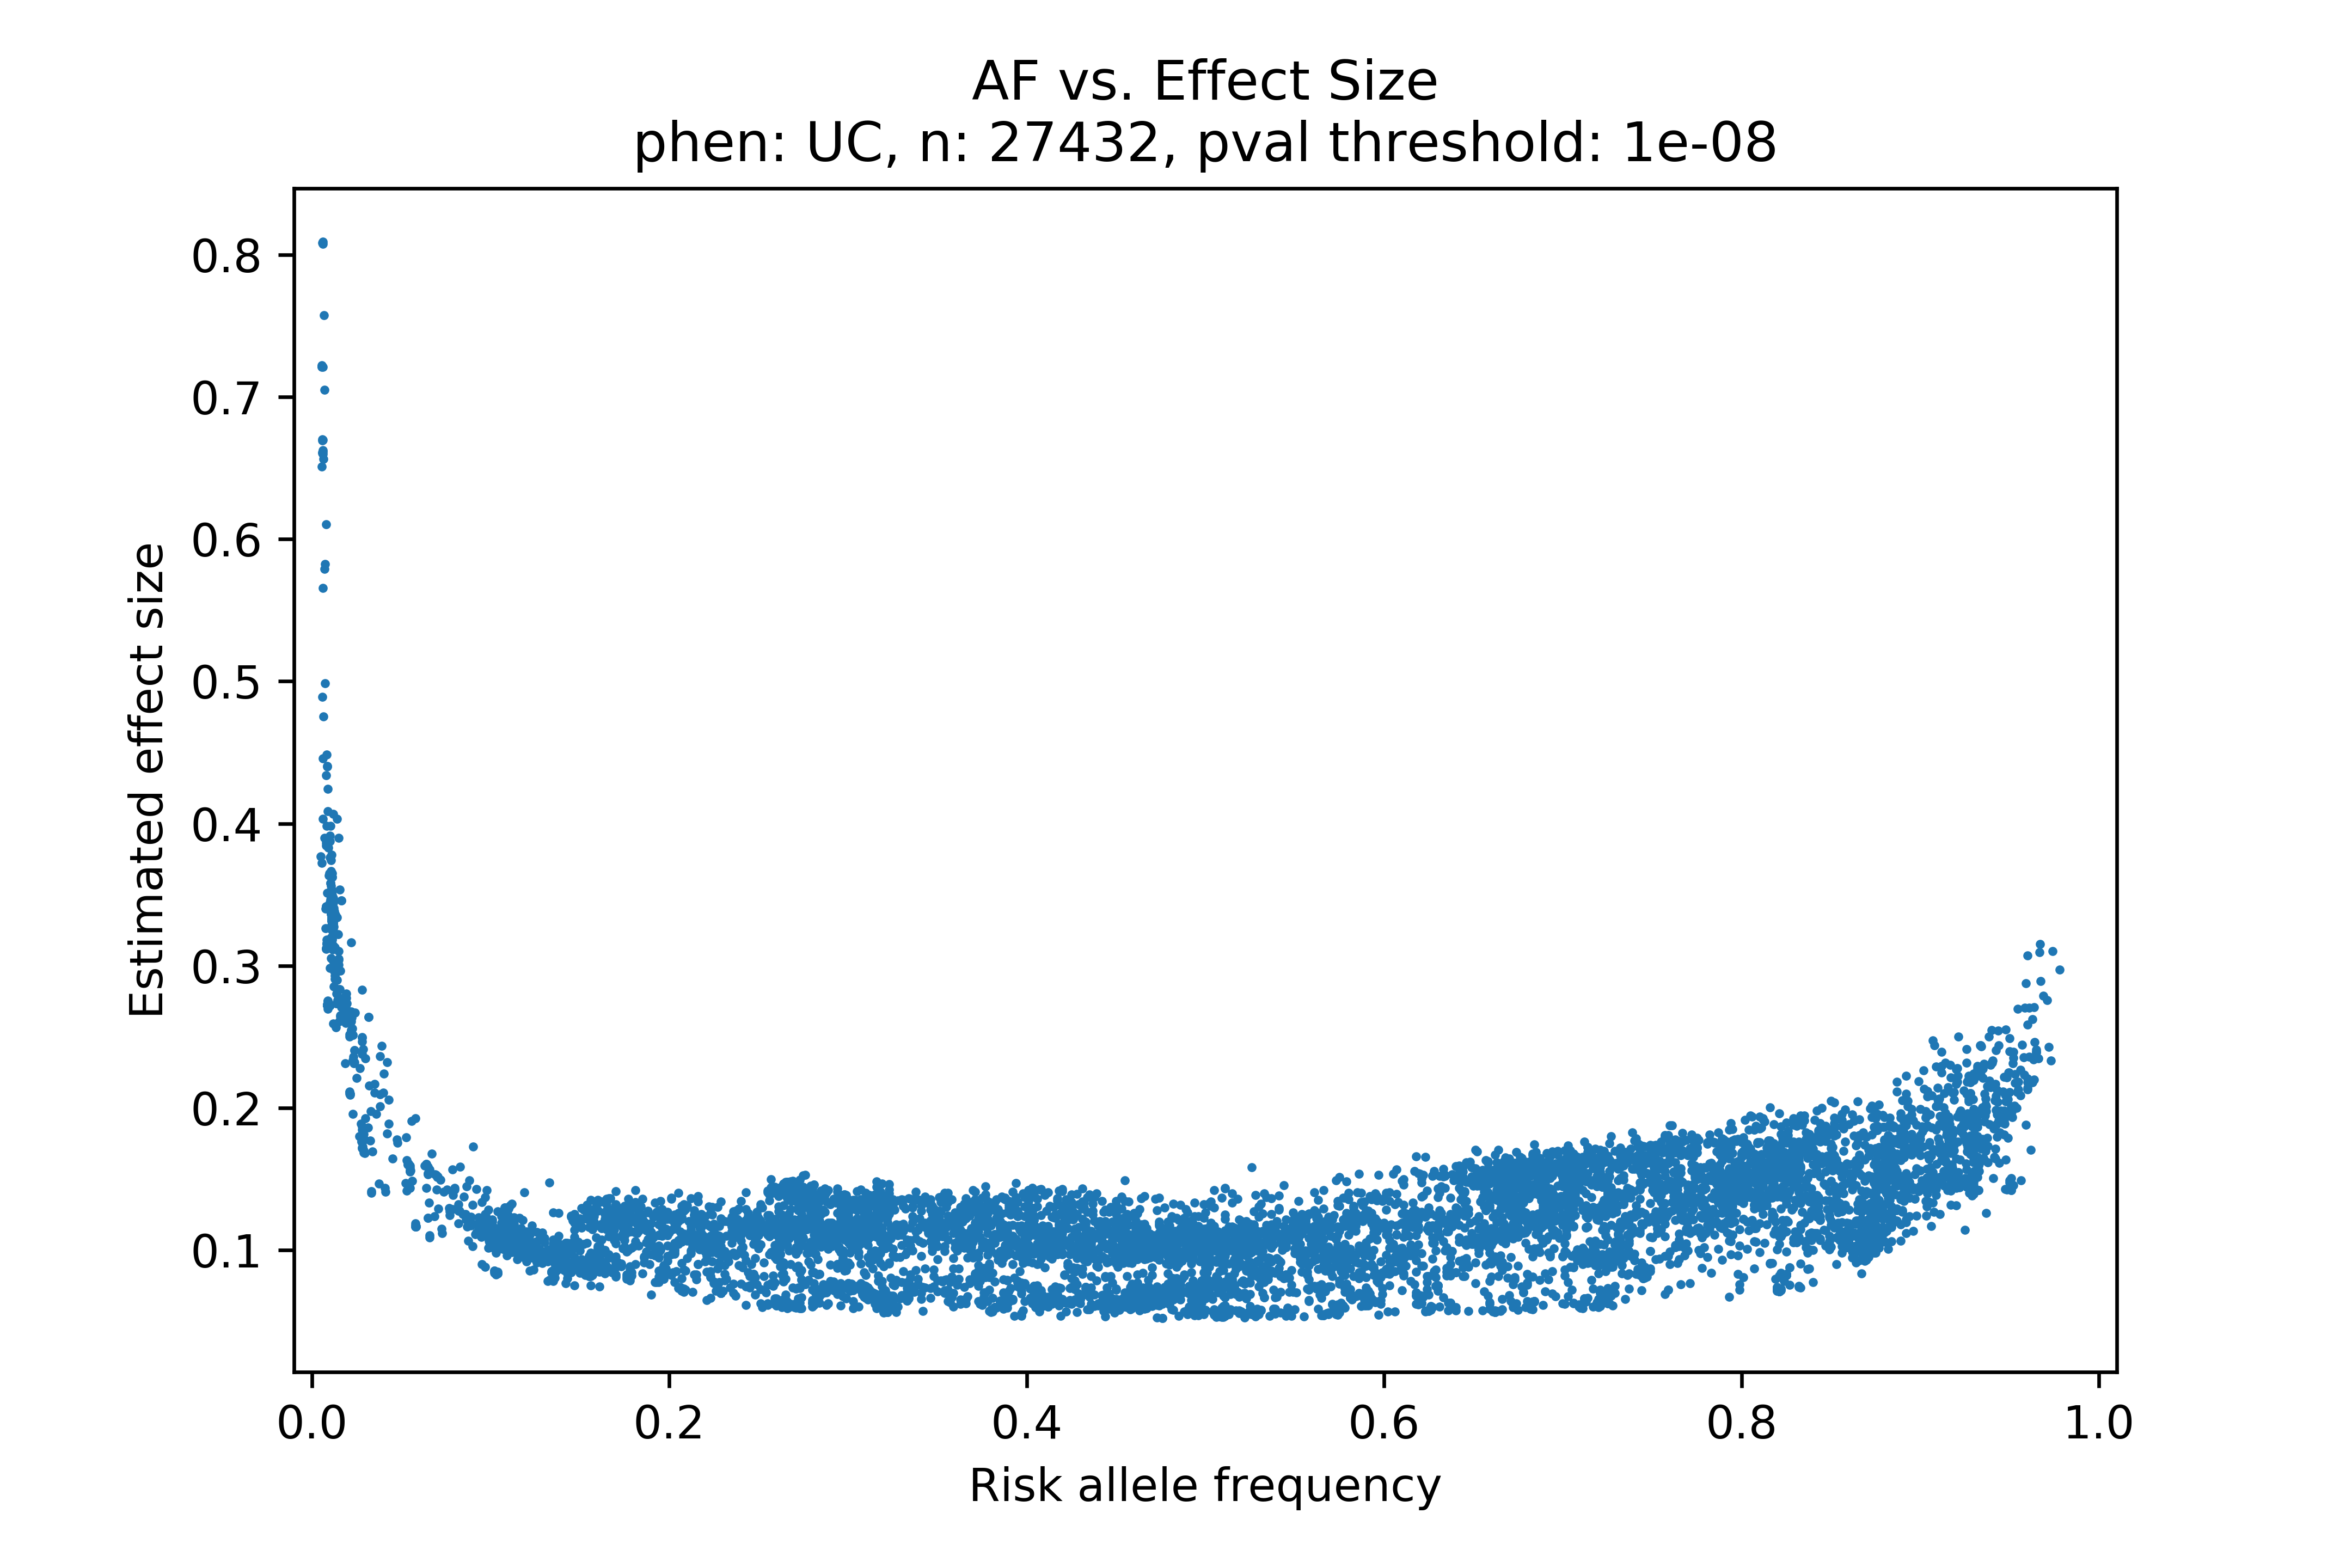 AF vs. Effect Size
phen: UC, n: 27432, pval threshold: 1e-08
Estimated effect size
0.8
0.7
0.6
0.5
0.4
0.3
0.2
0.1
0.0 0.2 0.4 0.6 0.8 1.0
Risk allele frequency